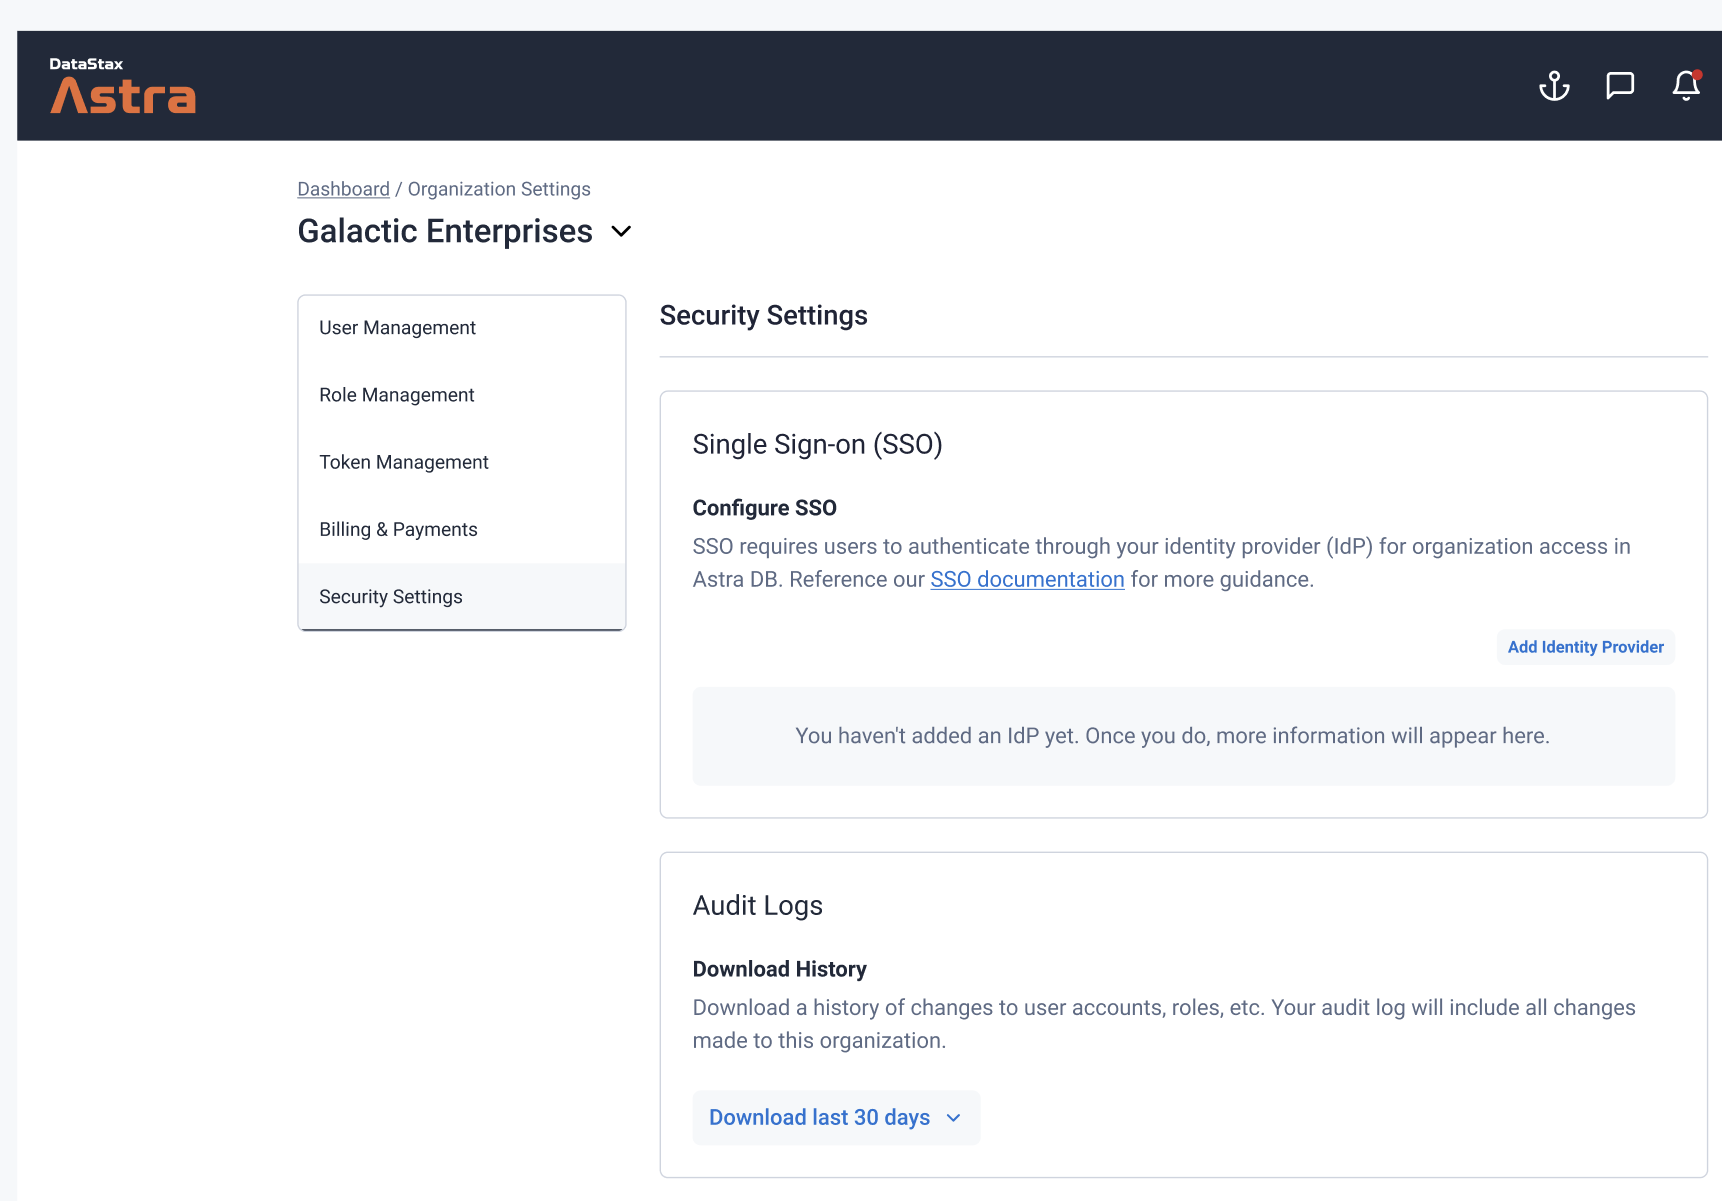 DataStax
Astra
Dashboard / Organization Settings
Galactic Enterprises
User Management
Role Management
Token Management
Billing & Payments
Security Settings
Security Settings
Single Sign-on (SSO)
Configure SSO
SSO requires users to authenticate through your identity provider (IdP) for organization access in
Astra DB. Reference our SSO documentation for more guidance.
Add Identity Provider
You haven't added an IdP yet. Once you do, more information will appear here.
Audit Logs
Download History
Download a history of changes to user accounts, roles, etc. Your audit log will include all changes
made to this organization.
Download last 30 days